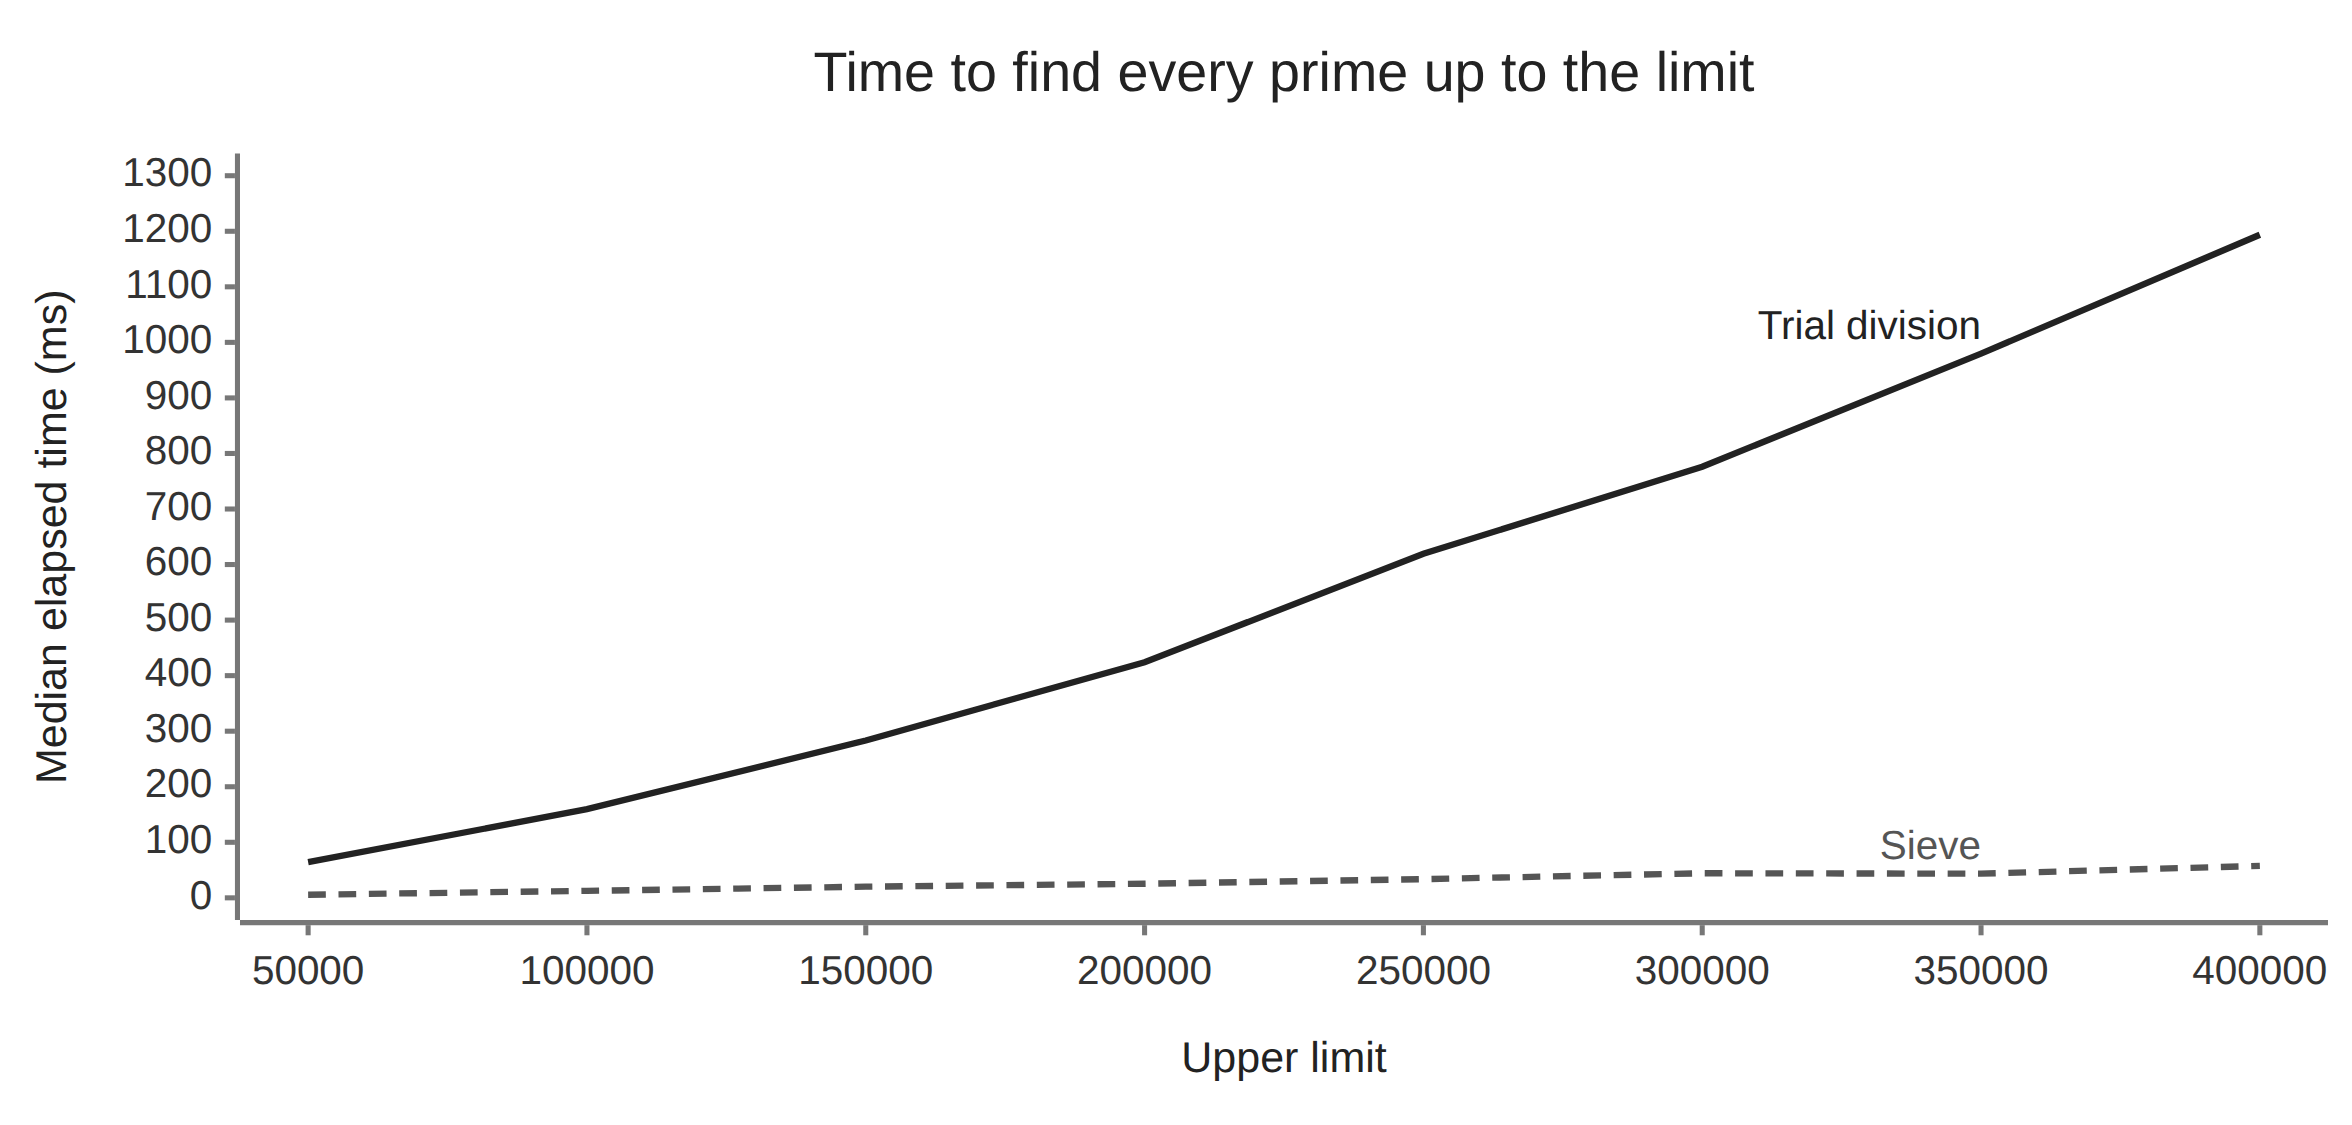 Time to find every prime up to the limit
Median elapsed time (ms)
1300
1200
1100
1000
900
800
700
600
500
400
300
200
100
0
Trial division
Sieve
50000 100000 150000 200000 250000 300000 350000 400000
Upper limit